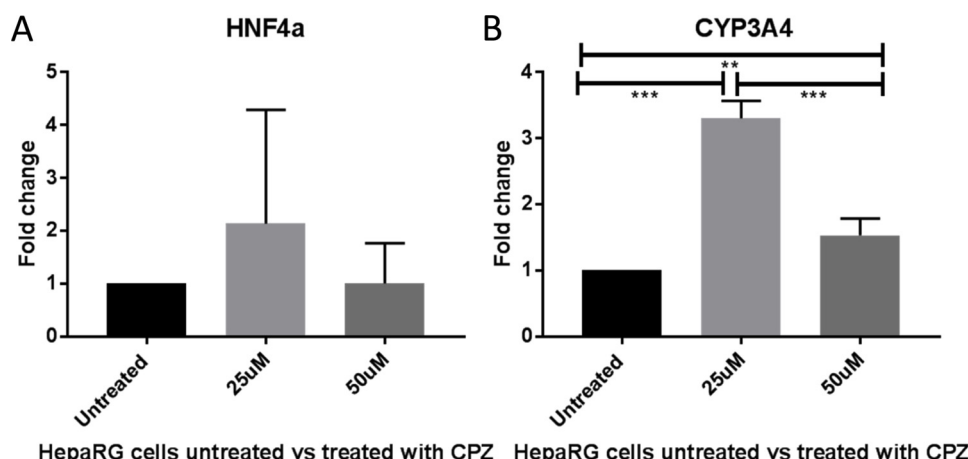 A
HNF4a
Fold change
5
4
3
2
1
0
Untreated
25uM
50uM
HepaRG cells untreated vs treated with CPZ
B
CYP3A4
**
***
***
Fold change
4
3
2
1
0
Untreated
25uM
50uM
HepaRG cells untreated vs treated with CPZ